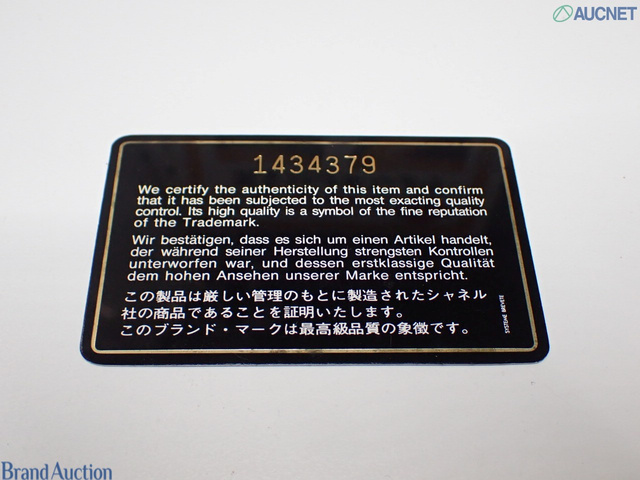 AUCNET
1434379
We certify the authenticity of this item and confirm
that it has been subjected to the most exacting quality
control. Its high quality is a symbol of the fine reputation
of the Trademark.
Wir bestätigen, dass es sich um einen Artikel handelt,
der während seiner Herstellung strengsten Kontrollen
unterworfen war, und dessen erstklassige Qualität
dem hohen Ansehen unserer Marke entspricht.
この製品は厳しい管理のもとに製造されたシャネル
社の商品であることを証明いたします。
このブランド・マークは最高級品質の象徴です。
SYSTEME BREVETE
Brand Auction